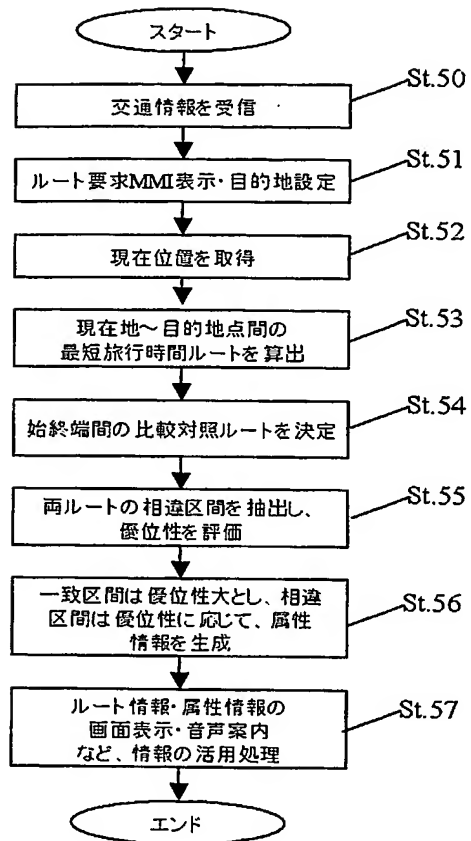 スタート
St.50
交通情報を受信
St.51
ルート要求MMI表示・目的地設定
St.52
現在位置を取得
St.53
現在地～目的地点間の
最短旅行時間ルートを算出
St.54
始終端間の比較対照ルートを決定
St.55
両ルートの相違区間を抽出し、
優位性を評価
St.56
一致区間は優位性大とし、相違
区間は優位性に応じて、属性
情報を生成
St.57
ルート情報・属性情報の
画面表示・音声案内
など、情報の活用処理
エンド